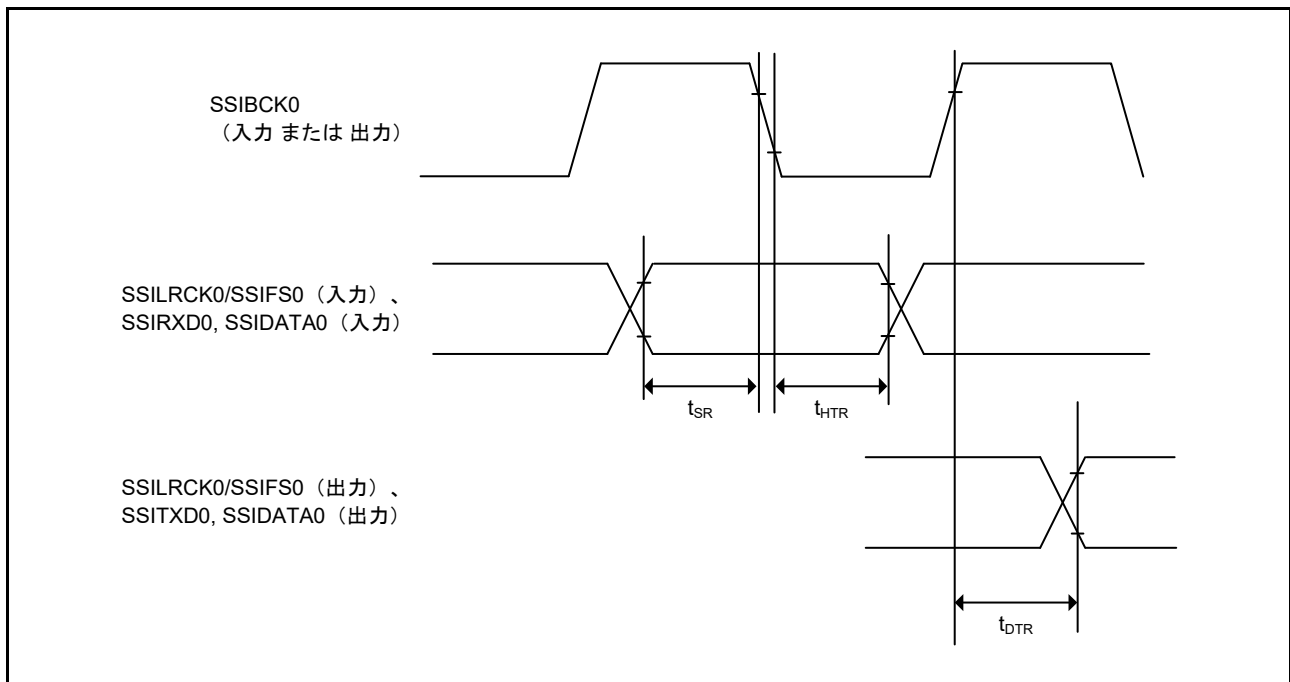 SSIBCK0
（入力 または 出力）
SSILRCK0/SSIFS0（入力）、
SSIRXD0, SSIDATA0（入力）
tSR
tHTR
SSILRCK0/SSIFS0（出力）、
SSITXD0, SSIDATA0（出力）
tDTR